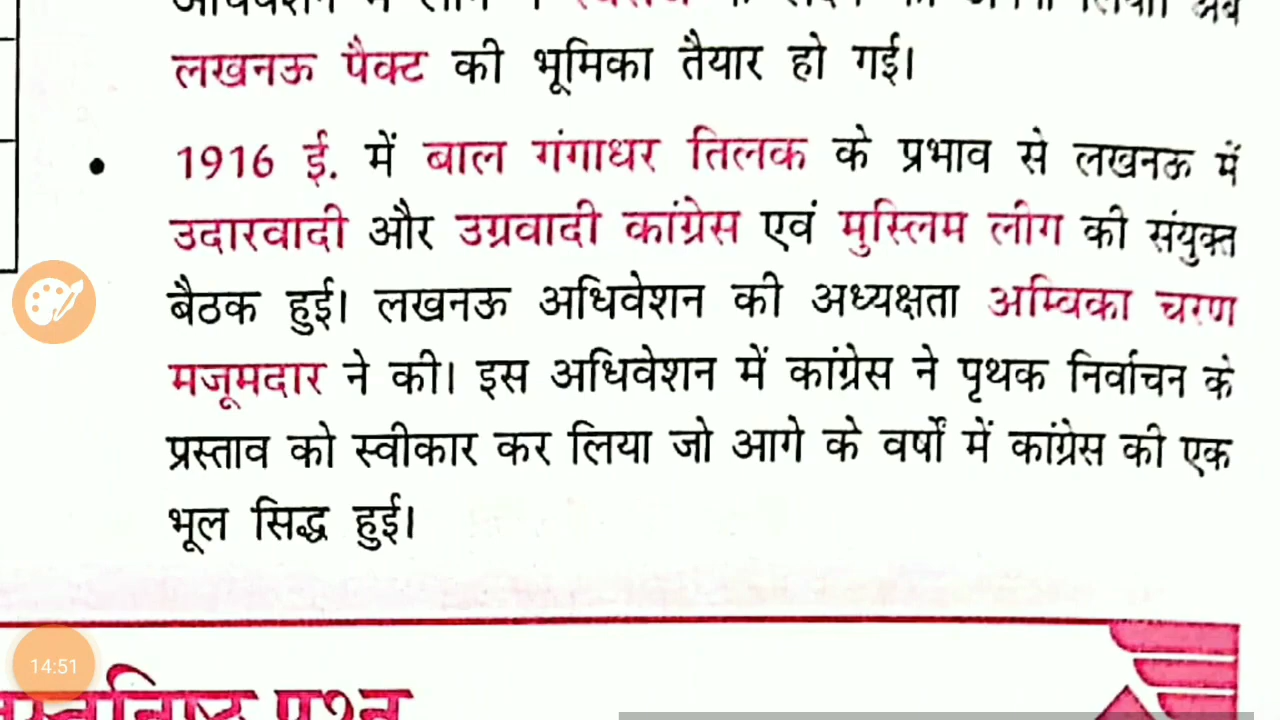 लखनऊ पैक्ट की भूमिका तैयार हो गई।
• 1916 ई. में बाल गंगाधर तिलक के प्रभाव से लखनऊ में
उदारवादी और उग्रवादी कांग्रेस एवं मुस्लिम लीग की संयुक्त
बैठक हुई। लखनऊ अधिवेशन की अध्यक्षता अम्बिका चरण
मजूमदार ने की। इस अधिवेशन में कांग्रेस ने पृथक निर्वाचन के
प्रस्ताव को स्वीकार कर लिया जो आगे के वर्षों में कांग्रेस की एक
भूल सिद्ध हुई।
14:51
प्रश्न